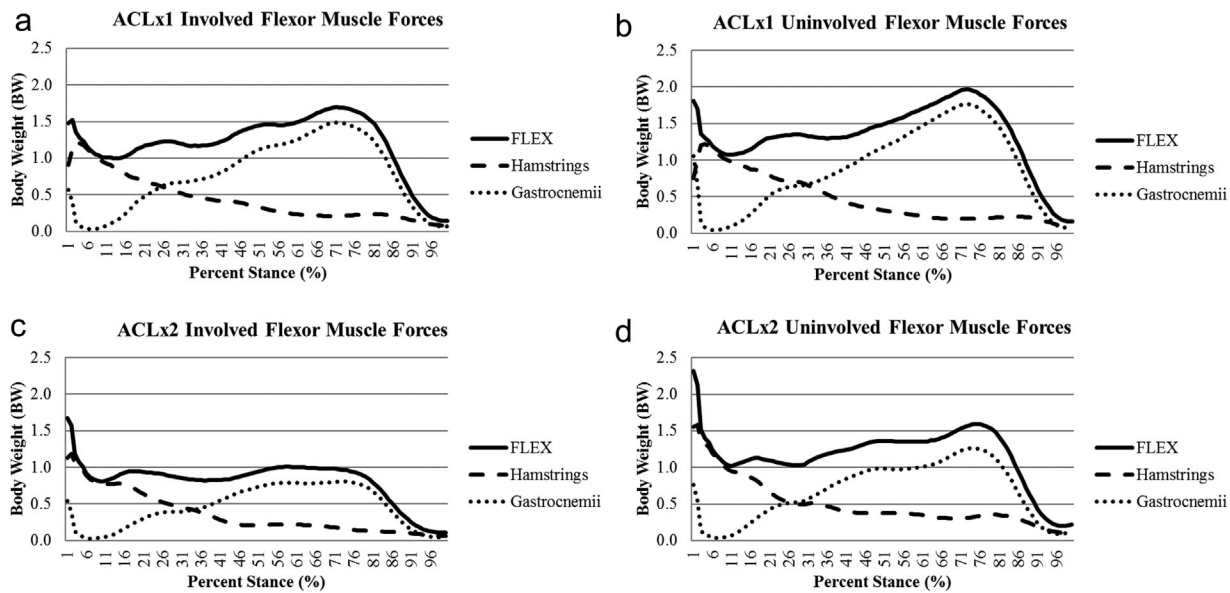 a
ACLx1 Involved Flexor Muscle Forces
Body Weight (BW)
2.5
2.0
1.5
1.0
0.5
0.0
1 6 11 16 21 26 31 36 41 46 51 56 61 66 71 76 81 86 91 96
Percent Stance (%)
FLEX
Hamstrings
Gastrocnemii
b
ACLx1 Uninvolved Flexor Muscle Forces
Body Weight (BW)
2.5
2.0
1.5
1.0
0.5
0.0
1 6 11 16 21 26 31 36 41 46 51 56 61 66 71 76 81 86 91 96
Percent Stance (%)
FLEX
Hamstrings
Gastrocnemii
c
ACLx2 Involved Flexor Muscle Forces
Body Weight (BW)
2.5
2.0
1.5
1.0
0.5
0.0
1 6 11 16 21 26 31 36 41 46 51 56 61 66 71 76 81 86 91 96
Percent Stance (%)
FLEX
Hamstrings
Gastrocnemii
d
ACLx2 Uninvolved Flexor Muscle Forces
Body Weight (BW)
2.5
2.0
1.5
1.0
0.5
0.0
1 6 11 16 21 26 31 36 41 46 51 56 61 66 71 76 81 86 91 96
Percent Stance (%)
FLEX
Hamstrings
Gastrocnemii